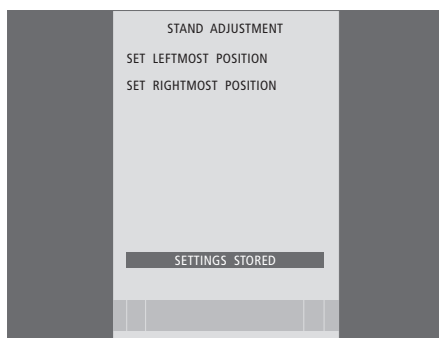 STAND ADJUSTMENT
SET LEFTMOST POSITION
SET RIGHTMOST POSITION
SETTINGS STORED